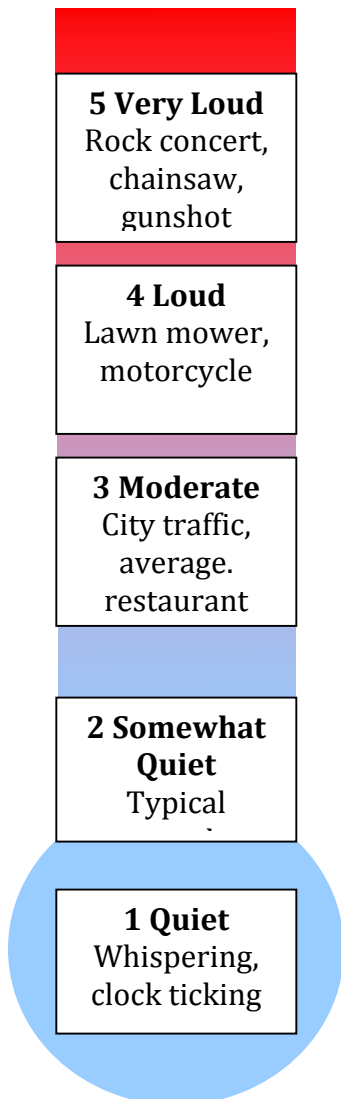 5 Very Loud
Rock concert,
chainsaw,
gunshot
4 Loud
Lawn mower,
motorcycle
3 Moderate
City traffic,
average.
restaurant
2 Somewhat
Quiet
Typical
1 Quiet
Whispering,
clock ticking